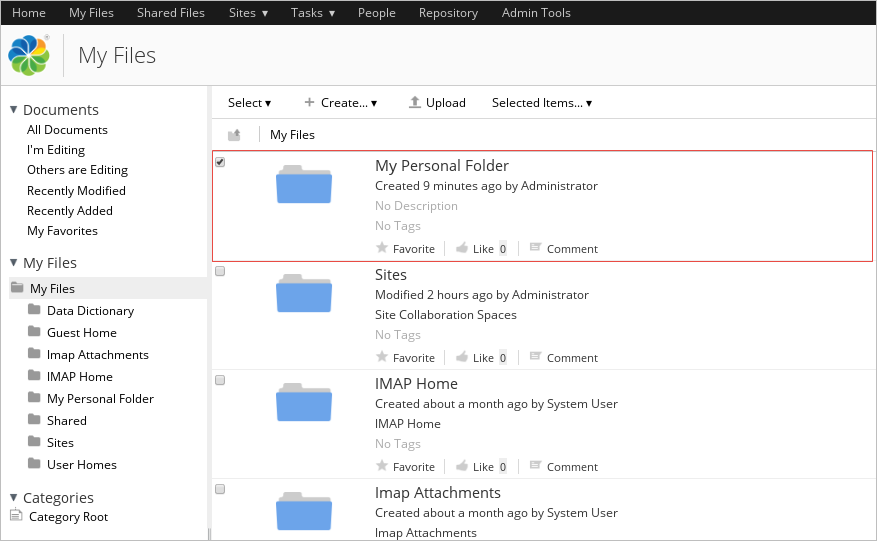 Home My Files Shared Files Sites ▾ Tasks ▾ People Repository Admin Tools
My Files
Documents
All Documents
I'm Editing
Others are Editing
Recently Modified
Recently Added
My Favorites
My Files
My Files
Data Dictionary
Guest Home
Imap Attachments
IMAP Home
My Personal Folder
Shared
Sites
User Homes
Categories
Category Root
Select ▾ Create... ▾ Upload Selected Items... ▾
My Files
My Personal Folder
Created 9 minutes ago by Administrator
No Description
No Tags
Favorite Like 0 Comment
Sites
Modified 2 hours ago by Administrator
Site Collaboration Spaces
No Tags
Favorite Like 0 Comment
IMAP Home
Created about a month ago by System User
IMAP Home
No Tags
Favorite Like 0 Comment
Imap Attachments
Created about a month ago by System User
Imap Attachments